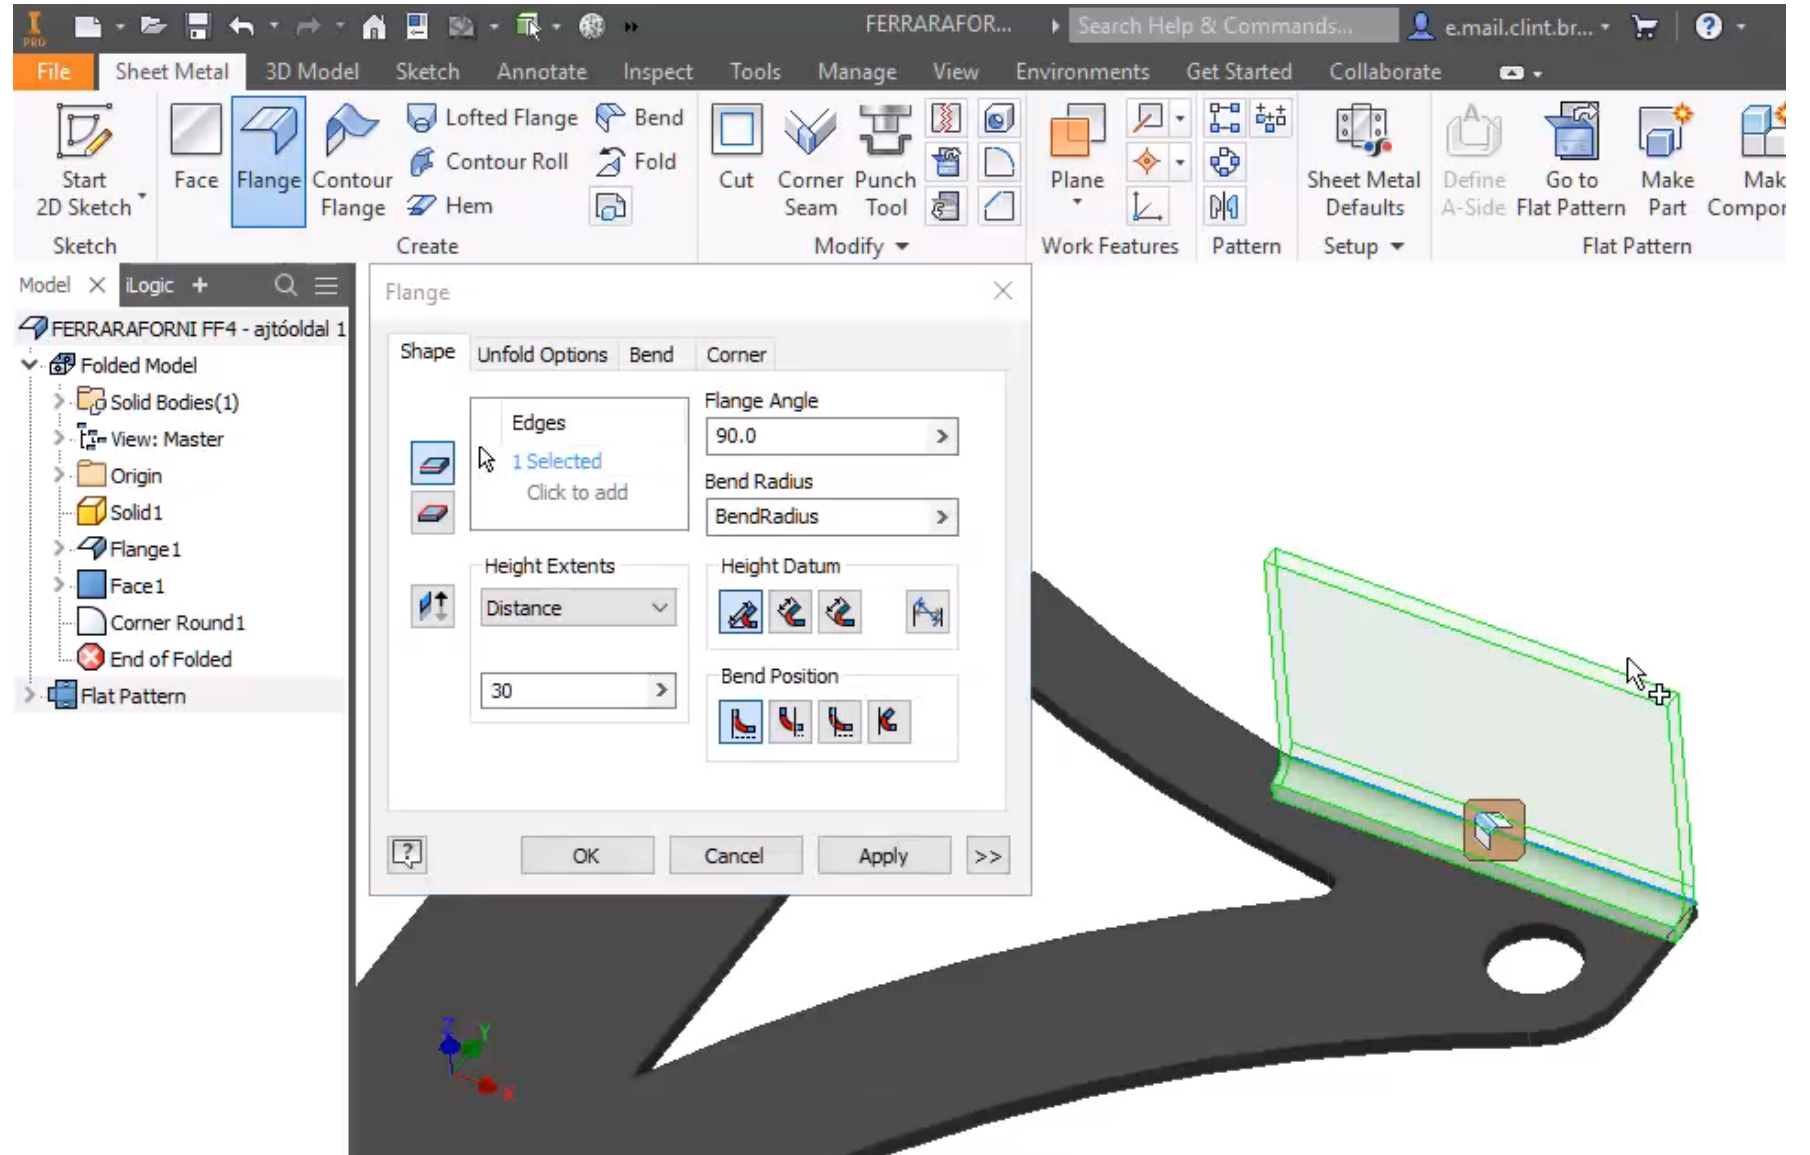 PRO
FERRARAFOR...
Search Help & Commands...
e.mail.clint.br...
File
Sheet Metal
3D Model
Sketch
Annotate
Inspect
Tools
Manage
View
Environments
Get Started
Collaborate
Start
2D Sketch
Face
Flange
Contour
Flange
Lofted Flange
Contour Roll
Hem
Bend
Fold
Cut
Corner
Seam
Punch
Tool
Plane
Sheet Metal
Defaults
Define
A-Side
Go to
Flat Pattern
Make
Part
Mak
Compor
Sketch
Create
Modify
Work Features
Pattern
Setup
Flat Pattern
Model
iLogic
FERRARAFORNI FF4 - ajtóoldal 1
Folded Model
Solid Bodies(1)
View: Master
Origin
Solid1
Flange1
Face1
Corner Round1
End of Folded
Flat Pattern
Flange
Shape
Unfold Options
Bend
Corner
Edges
1 Selected
Click to add
Flange Angle
90.0
Bend Radius
BendRadius
Height Extents
Distance
30
Height Datum
Bend Position
OK
Cancel
Apply
>>
Z
Y
X